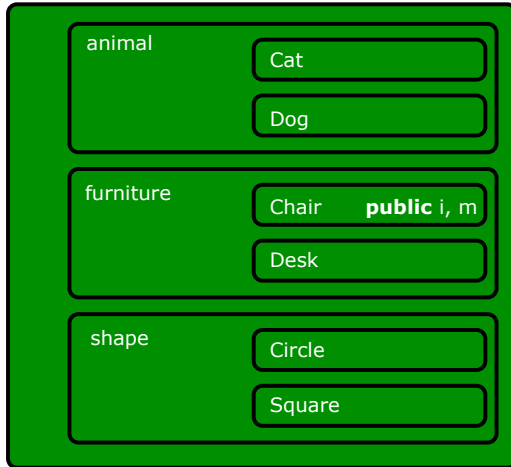 animal
Cat
Dog
furniture
Chair public i, m
Desk
shape
Circle
Square